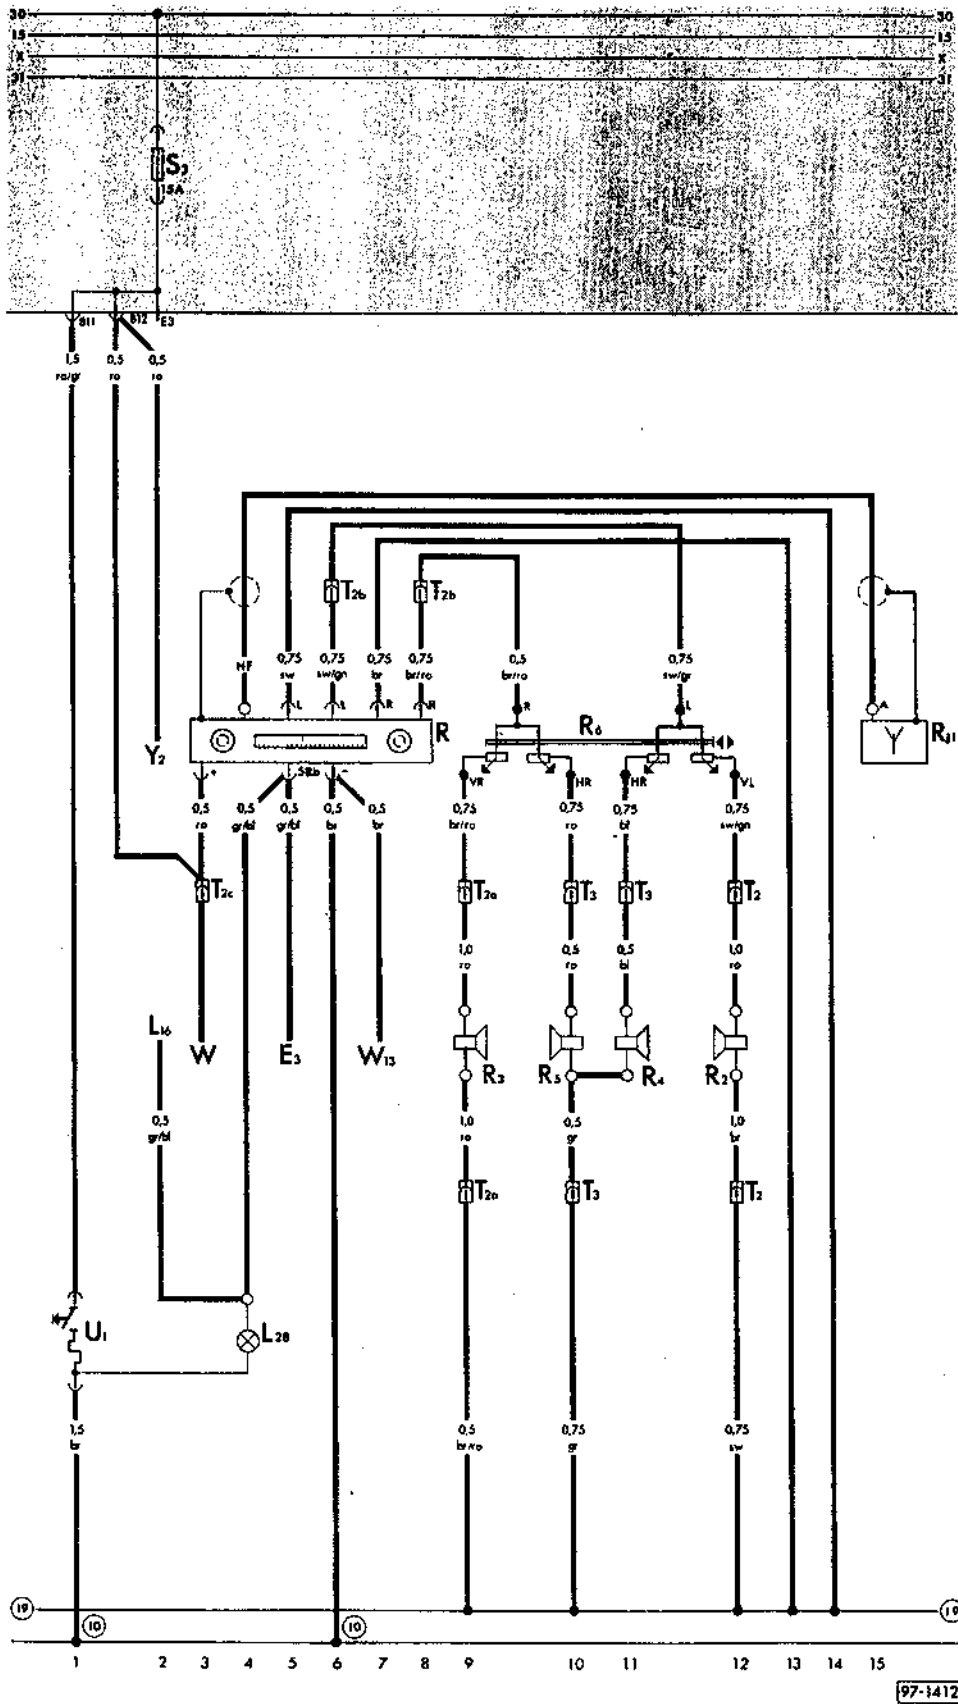 30 30
15 15
X X
31 31
S
15A
B11 B12 E3
1,5 0,5 0,5
ro/gr ro ro
T2b T2b
HF 0,75 0,75 0,75 0,75 0,5 0,75
sw sw/gn br br/ro br/ro sw/gr
L L R R R L A
Y2 R R6
+ 58b - VR HR HR VL
0,5 0,5 0,5 0,5 0,5 0,75 0,75 0,75 0,75
ro gr/bl gr/bl br br br/ro ro bl sw/gn
T2c T2a T3 T3 T2
1,0 0,5 0,5 1,0
ro ro bl ro
L16
W E3 W13 R3 R5 R4 R2
0,5 1,0 0,5 1,0
gr/bl ro gr br
T2a T3 T2
U1 L28
1,5 0,5 0,75 0,75
br br/ro gr sw
19 19
10 10
1 2 3 4 5 6 7 8 9 10 11 12 13 14 15
97-3412